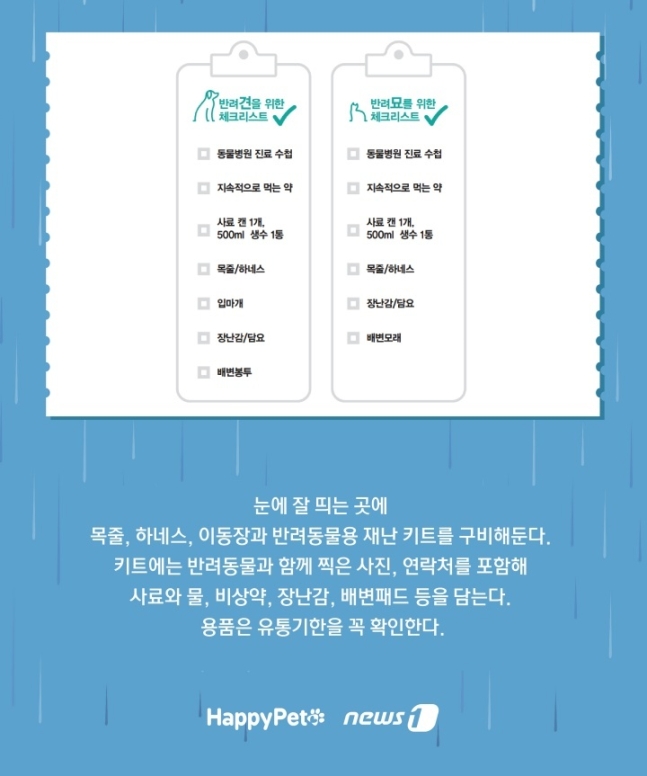 반려견을 위한
체크리스트
동물병원 진료 수첩
지속적으로 먹는 약
사료 캔 1개,
500ml 생수 1통
목줄/하네스
입마개
장난감/담요
배변봉투
반려묘를 위한
체크리스트
동물병원 진료 수첩
지속적으로 먹는 약
사료 캔 1개,
500ml 생수 1통
목줄/하네스
장난감/담요
배변모래
눈에 잘 띄는 곳에
목줄, 하네스, 이동장과 반려동물용 재난 키트를 구비해둔다.
키트에는 반려동물과 함께 찍은 사진, 연락처를 포함해
사료와 물, 비상약, 장난감, 배변패드 등을 담는다.
용품은 유통기한을 꼭 확인한다.
HappyPet news1